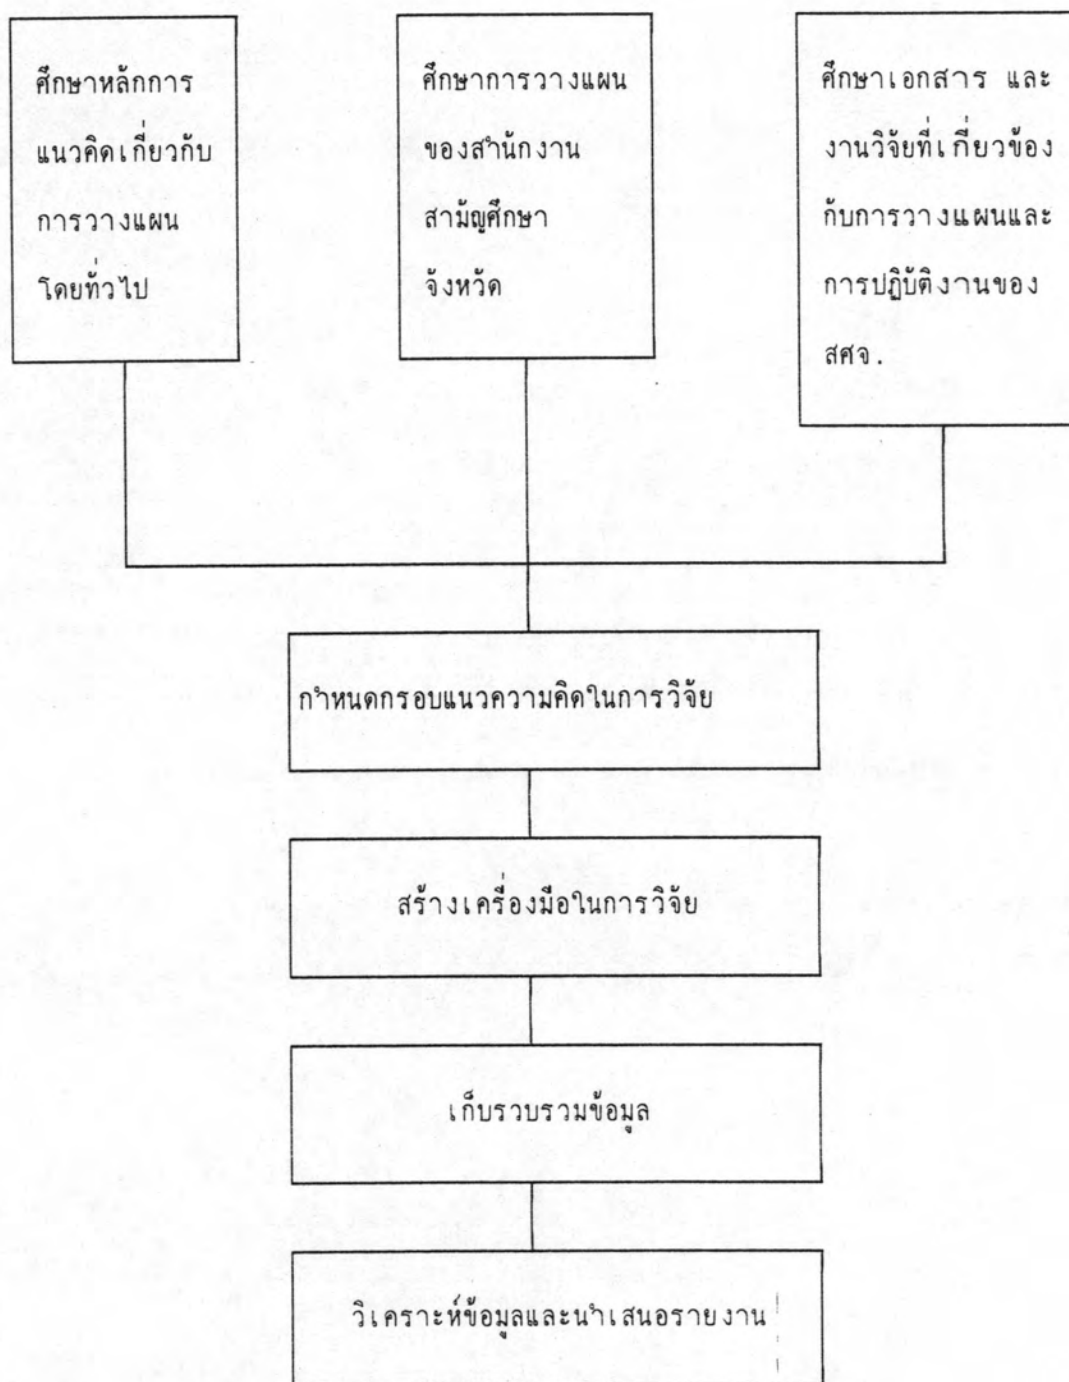 ศึกษาหลักการ
แนวคิดเกี่ยวกับ
การวางแผน
โดยทั่วไป
ศึกษาการวางแผน
ของสำนักงาน
สามัญศึกษา
จังหวัด
ศึกษาเอกสาร และ
งานวิจัยที่เกี่ยวข้อง
กับการวางแผนและ
การปฏิบัติงานของ
สศจ.
กำหนดกรอบแนวความคิดในการวิจัย
สร้างเครื่องมือในการวิจัย
เก็บรวบรวมข้อมูล
วิเคราะห์ข้อมูลและนำเสนอรายงาน